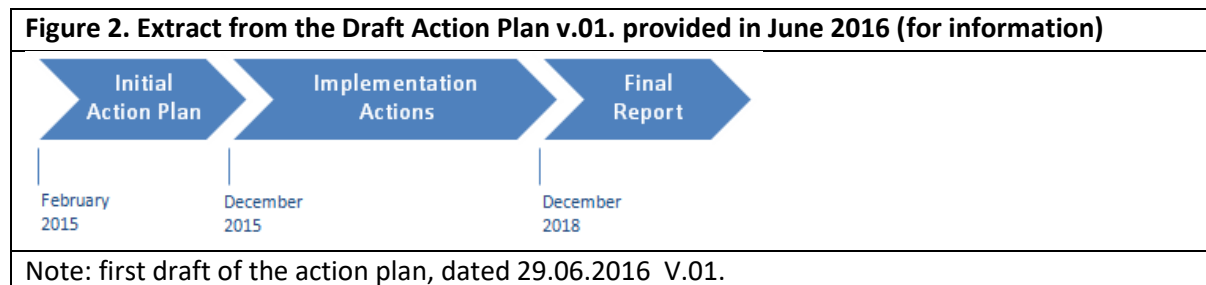 Figure 2. Extract from the Draft Action Plan v.01. provided in June 2016 (for information)
Initial
Action Plan
Implementation
Actions
Final
Report
February
2015
December
2015
December
2018
Note: first draft of the action plan, dated 29.06.2016  V.01.